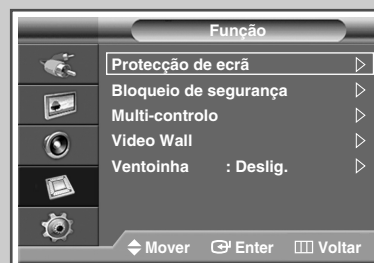 Função
Protecção de ecrã
Bloqueio de segurança
Multi-controlo
Video Wall
Ventoinha : Deslig.
Mover Enter Voltar